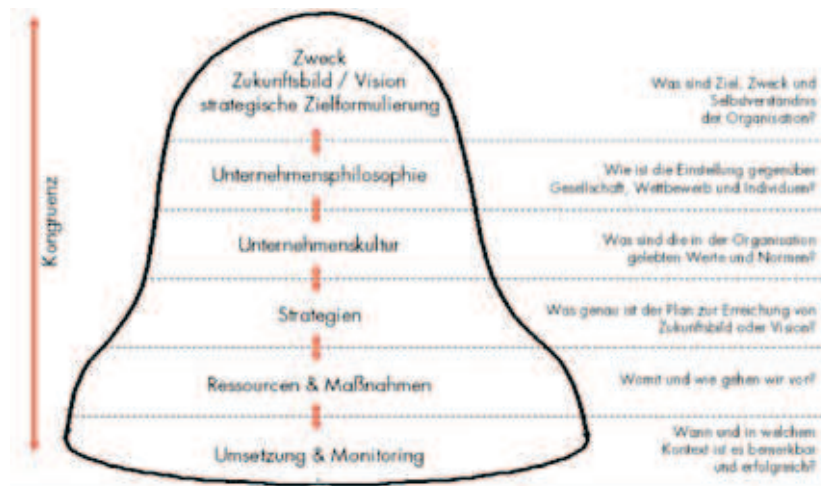 Zweck
Zukunftsbild / Vision
strategische Zielformulierung
Was sind Ziel, Zweck und
Selbstverständnis
der Organisation?
Unternehmensphilosophie
Wie ist die Einstellung gegenüber
Gesellschaft, Wettbewerb und Individuen?
Kongruenz
Unternehmenskultur
Was sind die in der Organisation
gelebten Werte und Normen?
Strategien
Was genau ist der Plan zur Erreichung von
Zukunftsbild oder Vision?
Ressourcen & Maßnahmen
Womit und wie gehen wir vor?
Umsetzung & Monitoring
Wann und in welchem
Kontext ist es bemerkbar
und erfolgreich?